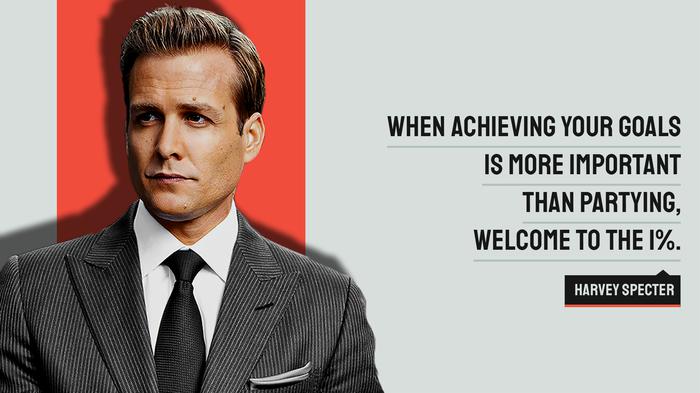 WHEN ACHIEVING YOUR GOALS
IS MORE IMPORTANT
THAN PARTYING,
WELCOME TO THE 1%.
HARVEY SPECTER